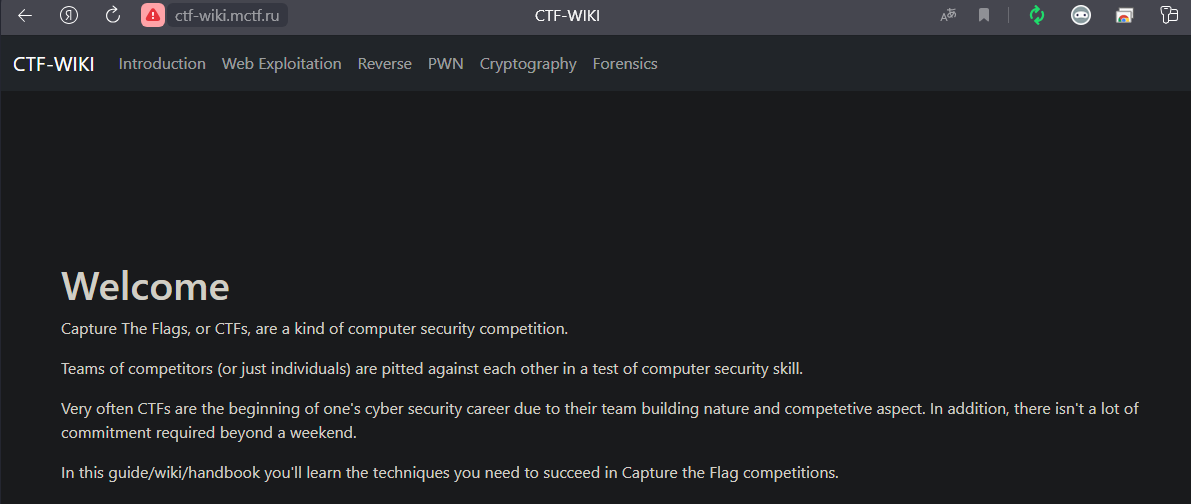 ctf-wiki.mctf.ru CTF-WIKI
CTF-WIKI Introduction Web Exploitation Reverse PWN Cryptography Forensics
Welcome
Capture The Flags, or CTFs, are a kind of computer security competition.
Teams of competitors (or just individuals) are pitted against each other in a test of computer security skill.
Very often CTFs are the beginning of one's cyber security career due to their team building nature and competetive aspect. In addition, there isn't a lot of
commitment required beyond a weekend.
In this guide/wiki/handbook you'll learn the techniques you need to succeed in Capture the Flag competitions.